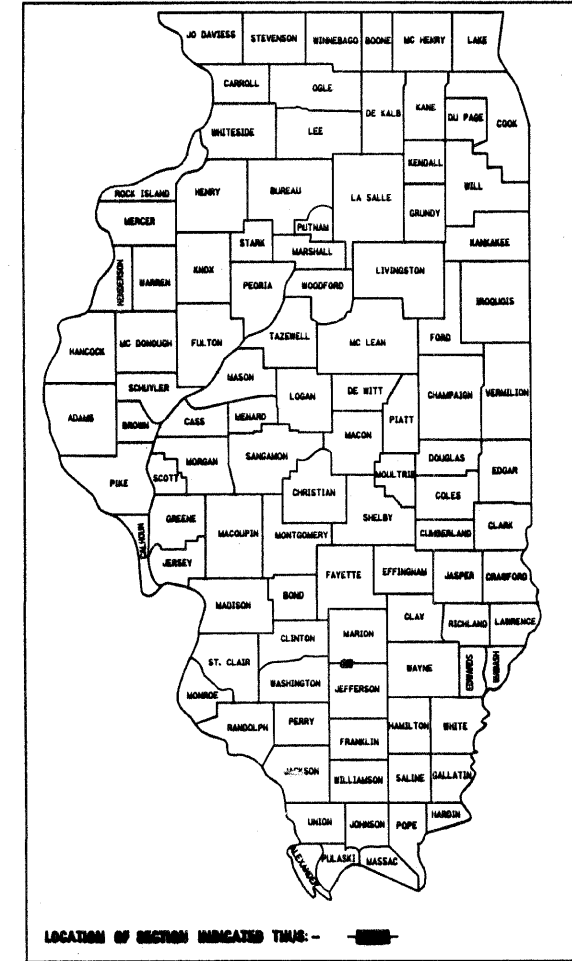 JO DAVIESS
STEVENSON
WINNEBAGO
BOONE
MC HENRY
LAKE
CARROLL
OGLE
DE KALB
KANE
DU PAGE
COOK
WHITESIDE
LEE
KENDALL
WILL
ROCK ISLAND
HENRY
BUREAU
LA SALLE
GRUNDY
MERCER
PUTNAM
STARK
MARSHALL
KANKAKEE
HENDERSON
WARREN
KNOX
PEORIA
WOODFORD
LIVINGSTON
IROQUOIS
HANCOCK
MC DONOUGH
FULTON
TAZEWELL
MC LEAN
FORD
MASON
SCHUYLER
LOGAN
DE WITT
CHAMPAIGN
VERMILION
ADAMS
BROWN
CASS
MENARD
MACON
PIATT
PIKE
SCOTT
MORGAN
SANGAMON
MOULTRIE
DOUGLAS
EDGAR
CHRISTIAN
COLES
CALHOUN
GREENE
MACOUPIN
MONTGOMERY
SHELBY
CUMBERLAND
CLARK
JERSEY
FAYETTE
EFFINGHAM
JASPER
CRAWFORD
MADISON
BOND
CLAY
RICHLAND
LAWRENCE
CLINTON
MARION
ST. CLAIR
WAYNE
EDWARDS
WABASH
WASHINGTON
JEFFERSON
MONROE
RANDOLPH
PERRY
HAMILTON
WHITE
FRANKLIN
JACKSON
WILLIAMSON
SALINE
GALLATIN
UNION
JOHNSON
POPE
HARDIN
ALEXANDER
PULASKI
MASSAC
LOCATION OF SECTION INDICATED THUS: -